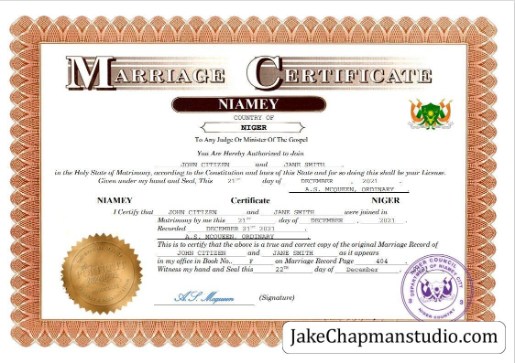 MARRIAGE CERTIFICATE
NIAMEY
COUNTRY OF
NIGER
To Any Judge Or Minister Of The Gospel
You Are Hereby Authorized to Join
JOHN CITIZEN and JANE SMITH
in the Holy State of Matrimony, according to the Constitution and laws of this State and for so doing this shall be your License.
Given under my hand and Seal, This 21st day of DECEMBER , 2021 .
A.S. MCQUEEN, ORDINARY
NIAMEY Certificate NIGER
I Certify that JOHN CITIZEN and JANE SMITH were joined in
Matrimony by me this 21st day of DECEMBER , 2021 .
Recorded DECEMBER 21st 2021 .
A.S. MCQUEEN, ORDINARY
This is to certify that the above is a true and correct copy of the original Marriage Record of
JOHN CITIZEN and JANE SMITH as it appears
in my office in Book No.. F on Marriage Record Page 404 .
Witness my hand and Seal this 22nd day of December .
A.S. Mcqueen (Signature)
JakeChapmanstudio.com